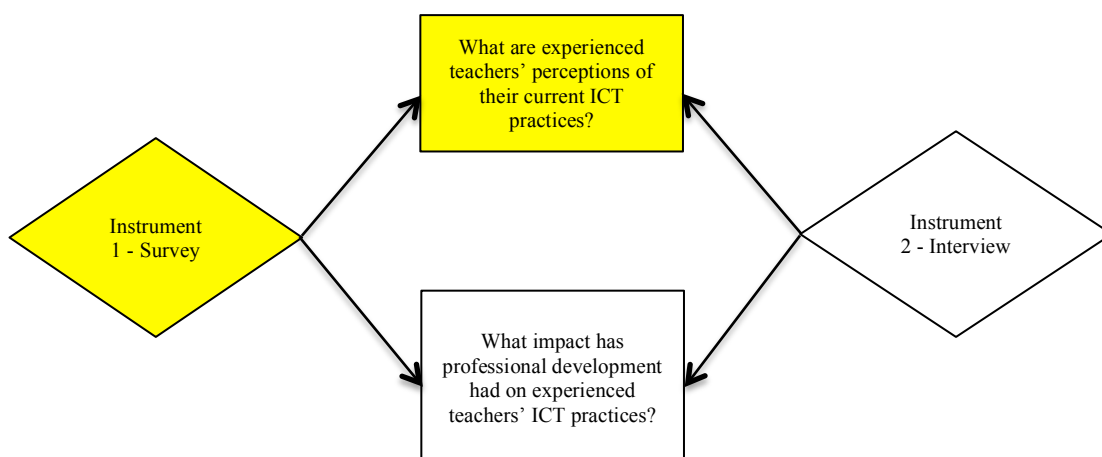 What are experienced
teachers’ perceptions of
their current ICT
practices?
Instrument
1 - Survey
Instrument
2 - Interview
What impact has
professional development
had on experienced
teachers’ ICT practices?